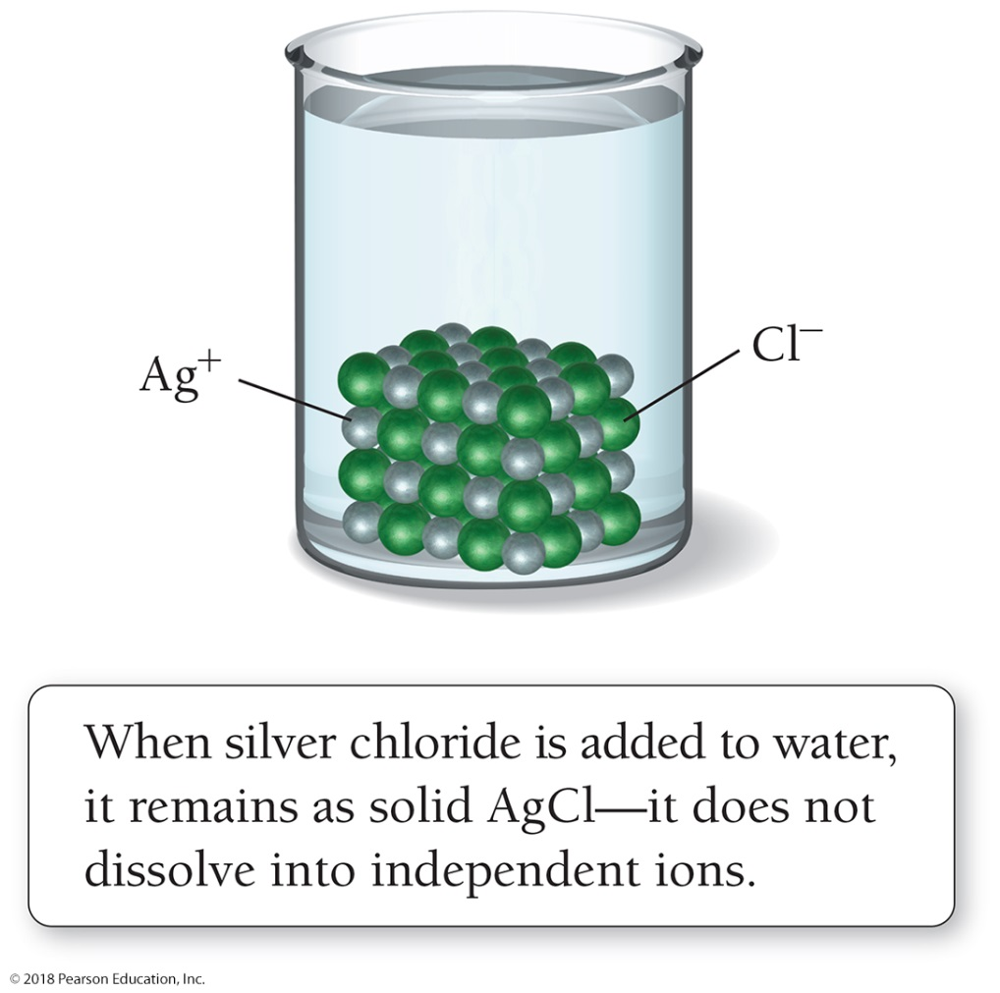 Ag⁺
Cl⁻
When silver chloride is added to water,
it remains as solid AgCl—it does not
dissolve into independent ions.
© 2018 Pearson Education, Inc.